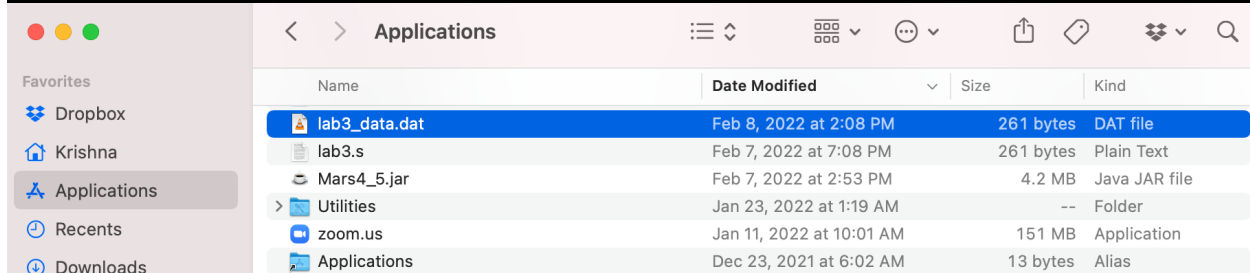 Applications
Favorites
Dropbox
Krishna
Applications
Recents
Downloads
Name Date Modified Size Kind
lab3_data.dat Feb 8, 2022 at 2:08 PM 261 bytes DAT file
lab3.s Feb 7, 2022 at 7:08 PM 261 bytes Plain Text
Mars4_5.jar Feb 7, 2022 at 2:53 PM 4.2 MB Java JAR file
Utilities Jan 23, 2022 at 1:19 AM -- Folder
zoom.us Jan 11, 2022 at 10:01 AM 151 MB Application
Applications Dec 23, 2021 at 6:02 AM 13 bytes Alias